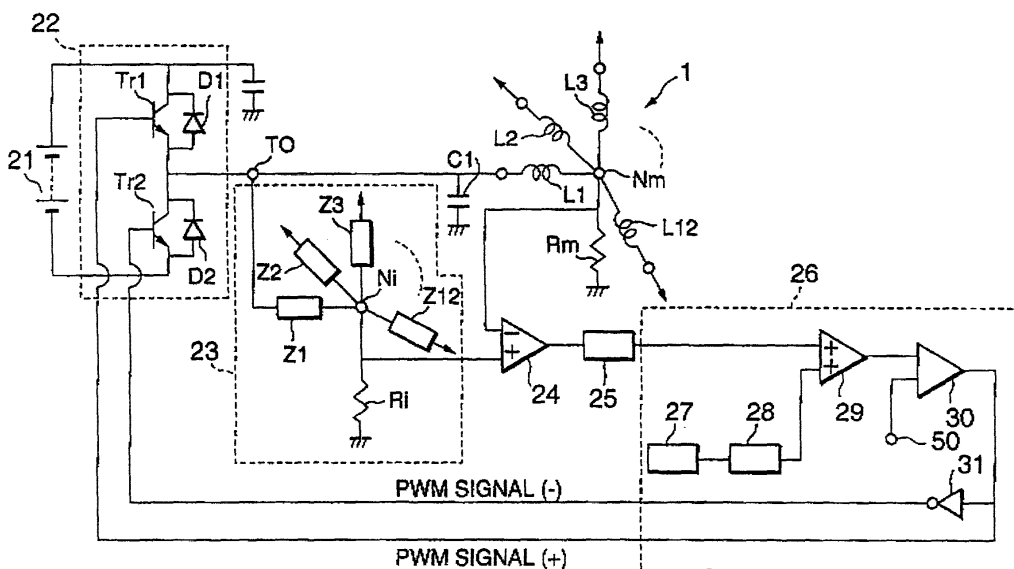 22
Tr1
D1
21
Tr2
D2
TO
C1
L3
1
L2
L1
Nm
L12
Rm
23
Z3
Z2
Ni
Z12
Z1
Ri
24
25
26
27
28
29
30
50
31
PWM SIGNAL (-)
PWM SIGNAL (+)
-
+
+
+